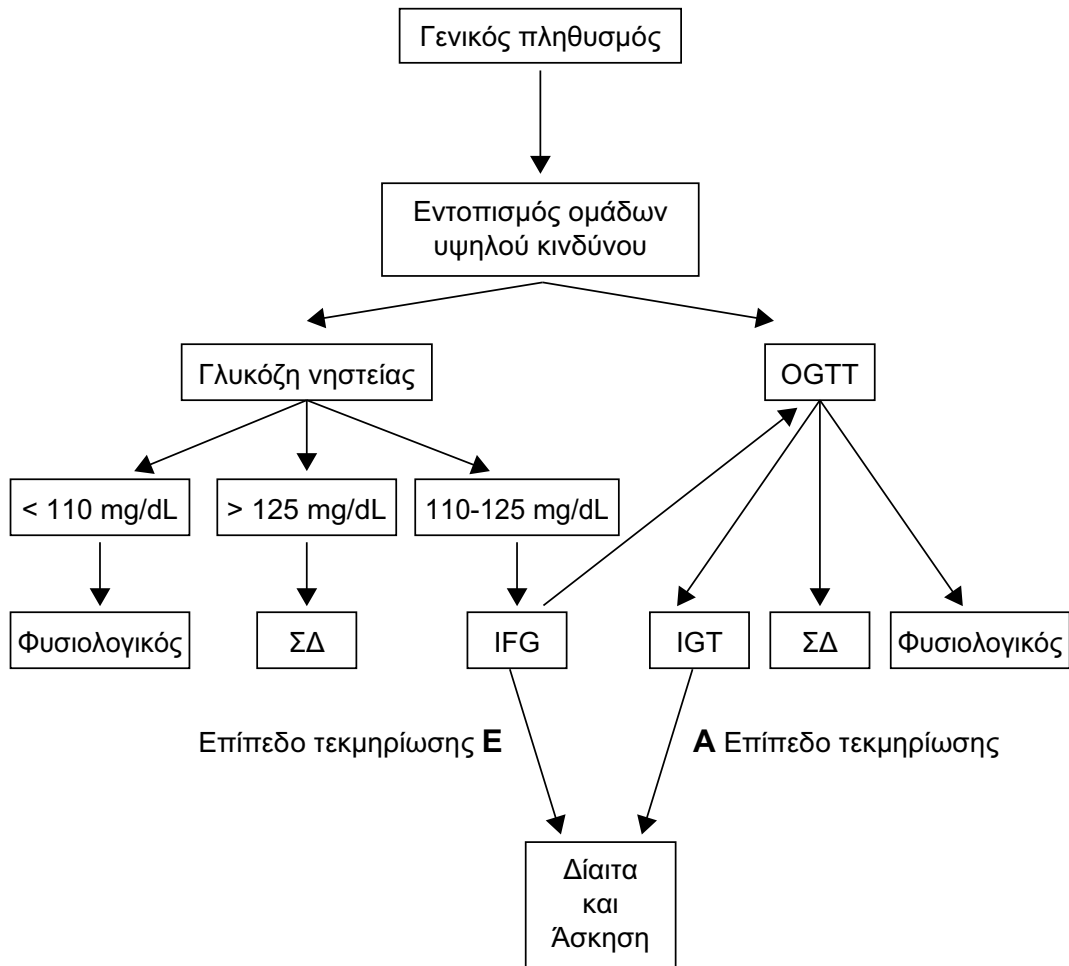 Γενικός πληθυσμός
Εντοπισμός ομάδων
υψηλού κινδύνου
Γλυκόζη νηστείας
OGTT
< 110 mg/dL
> 125 mg/dL
110-125 mg/dL
Φυσιολογικός
ΣΔ
IFG
IGT
ΣΔ
Φυσιολογικός
Επίπεδο τεκμηρίωσης E
A Επίπεδο τεκμηρίωσης
Δίαιτα
και
Άσκηση